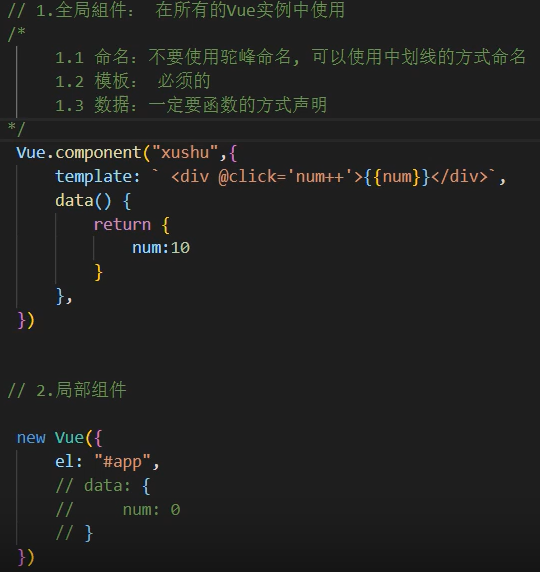 // 1.全局組件： 在所有的Vue实例中使用
/*
1.1 命名：不要使用驼峰命名, 可以使用中划线的方式命名
1.2 模板： 必须的
1.3 数据：一定要函数的方式声明
*/
Vue.component("xushu",{
template: ` <div @click='num++'>{{num}}</div>`,
data() {
return {
num:10
}
},
})
// 2.局部组件
new Vue({
el: "#app",
// data: {
// num: 0
// }
})